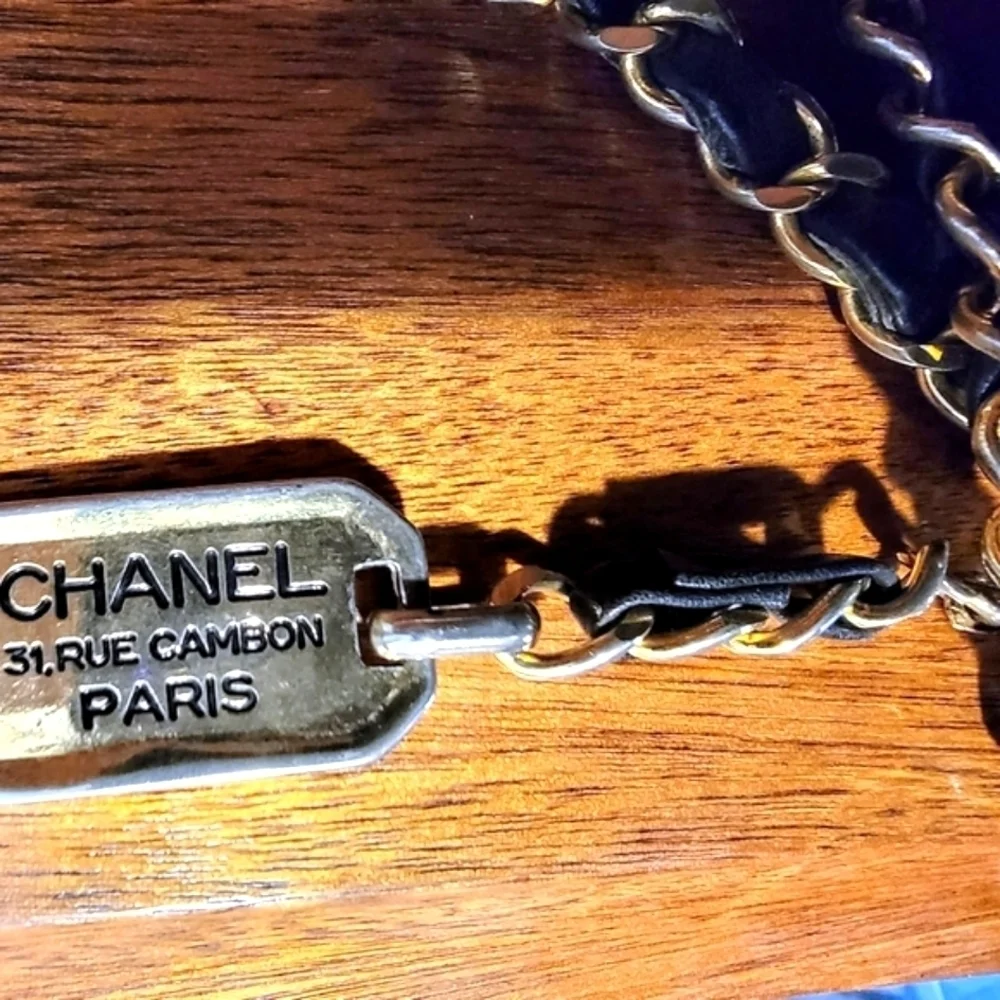 CHANEL
31, RUE CAMBON
PARIS